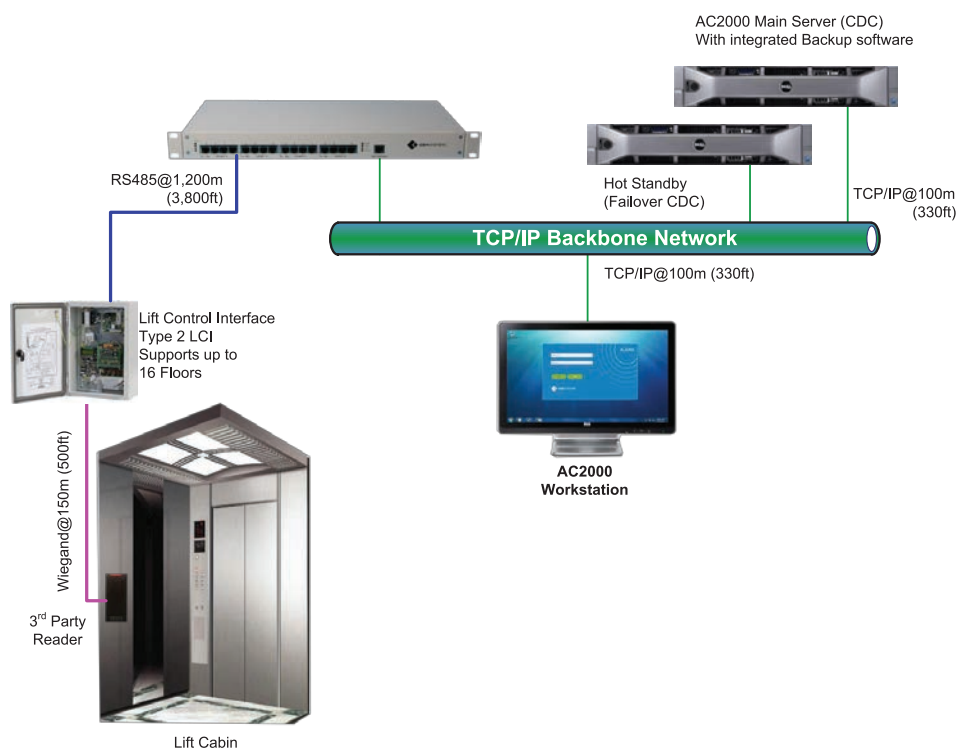 AC2000 Main Server (CDC)
With integrated Backup software
RS485@1,200m
(3,800ft)
Hot Standby
(Failover CDC)
TCP/IP@100m
(330ft)
TCP/IP Backbone Network
TCP/IP@100m (330ft)
Lift Control Interface
Type 2 LCI
Supports up to
16 Floors
AC2000
Workstation
Wiegand@150m (500ft)
3rd Party
Reader
Lift Cabin